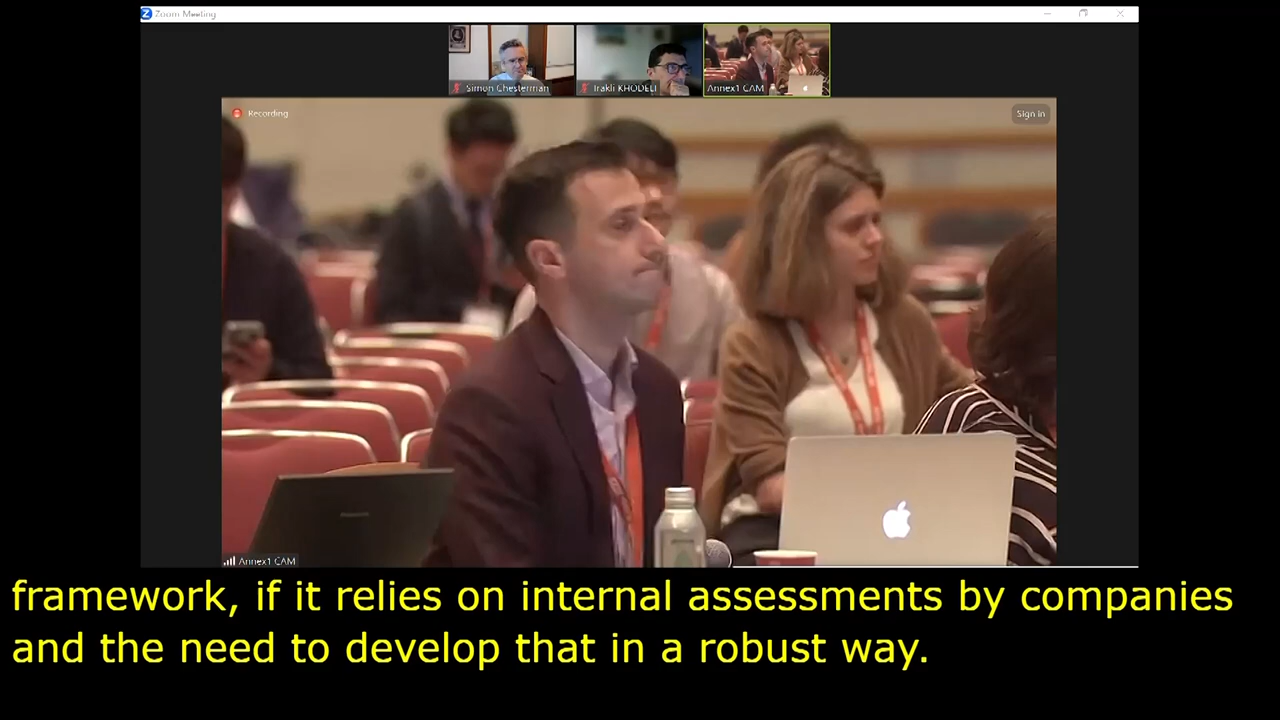 Zoom Meeting
Simon Chesterman
Irakli KHODELI
Annex1 CAM
Recording
Sign in
Annex1 CAM
framework, if it relies on internal assessments by companies
and the need to develop that in a robust way.